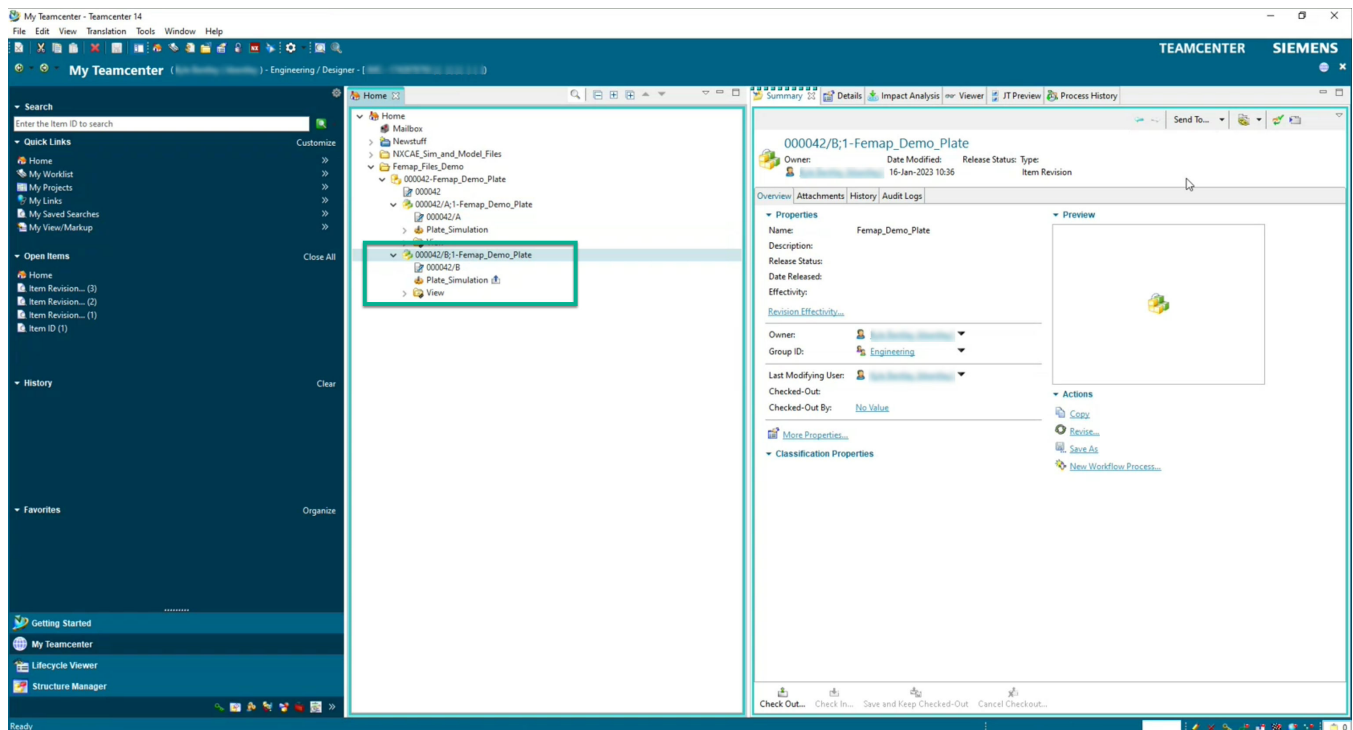 My Teamcenter - Teamcenter 14
File Edit View Translation Tools Window Help
TEAMCENTER SIEMENS
My Teamcenter ( ) - Engineering / Designer - [
Search
Enter the Item ID to search
Quick Links Customize
Home
My Worklist
My Projects
My Links
My Saved Searches
My View/Markup
Open Items Close All
Home
Item Revision... (3)
Item Revision... (2)
Item Revision... (1)
Item ID (1)
History Clear
Favorites Organize
Getting Started
My Teamcenter
Lifecycle Viewer
Structure Manager
Ready
Home
Home
Mailbox
Newstuff
NXCAE_Sim_and_Model_Files
Femap_Files_Demo
000042-Femap_Demo_Plate
000042
000042/A;1-Femap_Demo_Plate
000042/A
Plate_Simulation
000042/B;1-Femap_Demo_Plate
000042/B
Plate_Simulation
View
Summary Details Impact Analysis Viewer JT Preview Process History
Send To...
000042/B;1-Femap_Demo_Plate
Owner: Date Modified: Release Status: Type:
16-Jan-2023 10:36 Item Revision
Overview Attachments History Audit Logs
Properties
Name: Femap_Demo_Plate
Description:
Release Status:
Date Released:
Effectivity:
Revision Effectivity...
Owner:
Group ID: Engineering
Last Modifying User:
Checked-Out:
Checked-Out By: No Value
More Properties...
Classification Properties
Preview
Actions
Copy
Revise...
Save As
New Workflow Process...
Check Out... Check In... Save and Keep Checked-Out Cancel Checkout...
0